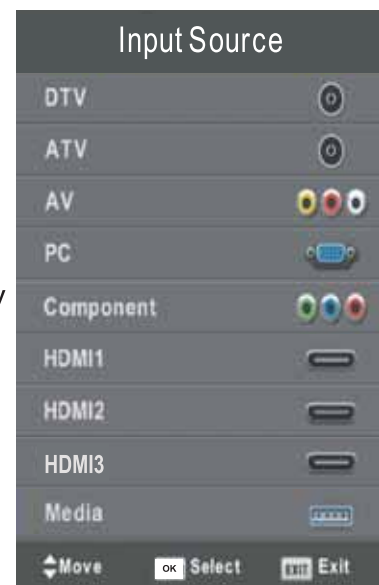 Input Source
DTV
ATV
AV
PC
Component
HDMI1
HDMI2
HDMI3
Media
Move OK Select EXIT Exit